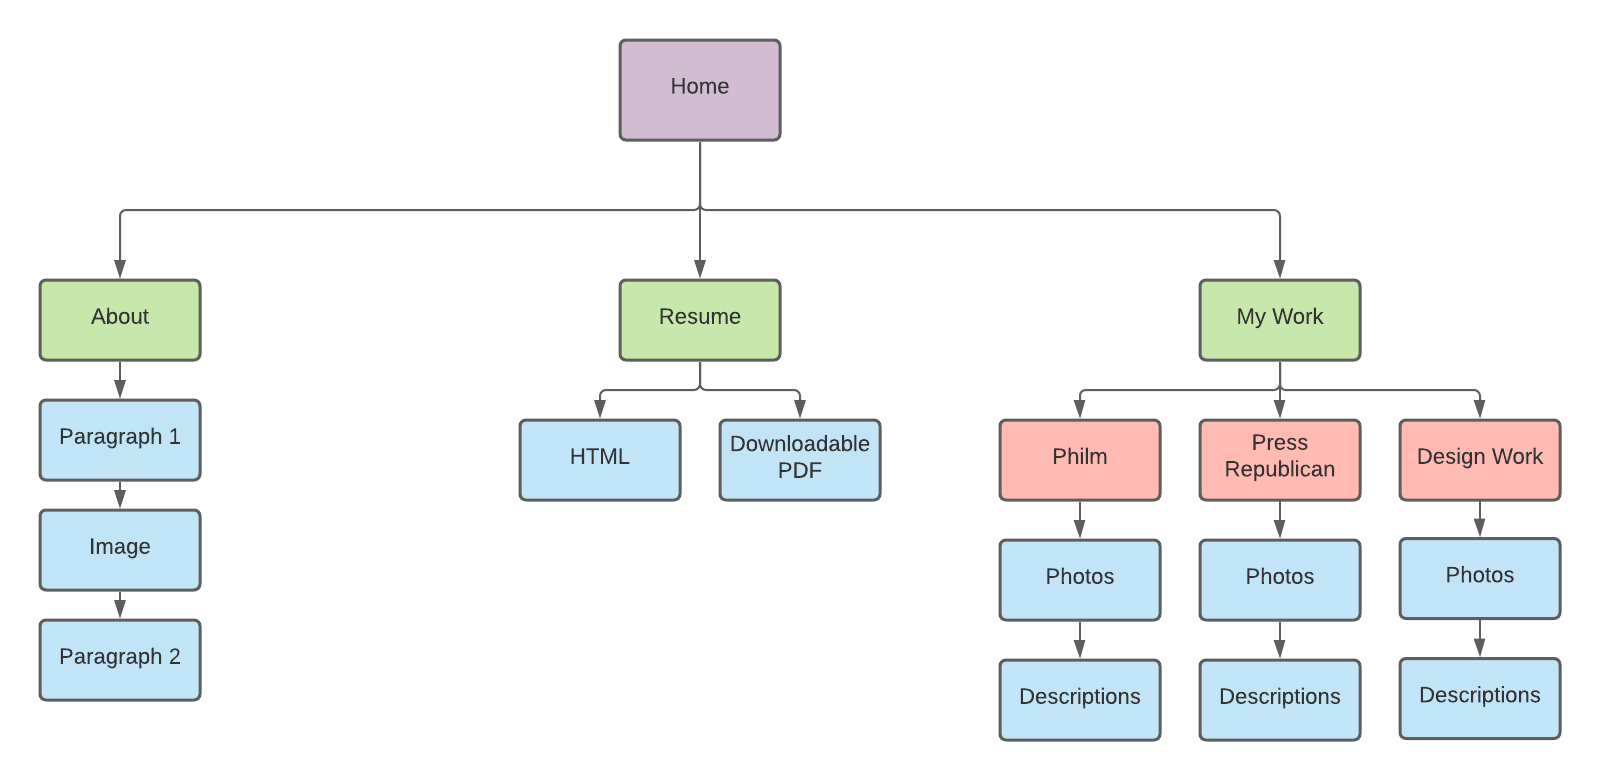 Home
About
Resume
My Work
Paragraph 1
Image
Paragraph 2
HTML
Downloadable
PDF
Philm
Press
Republican
Design Work
Photos
Photos
Photos
Descriptions
Descriptions
Descriptions